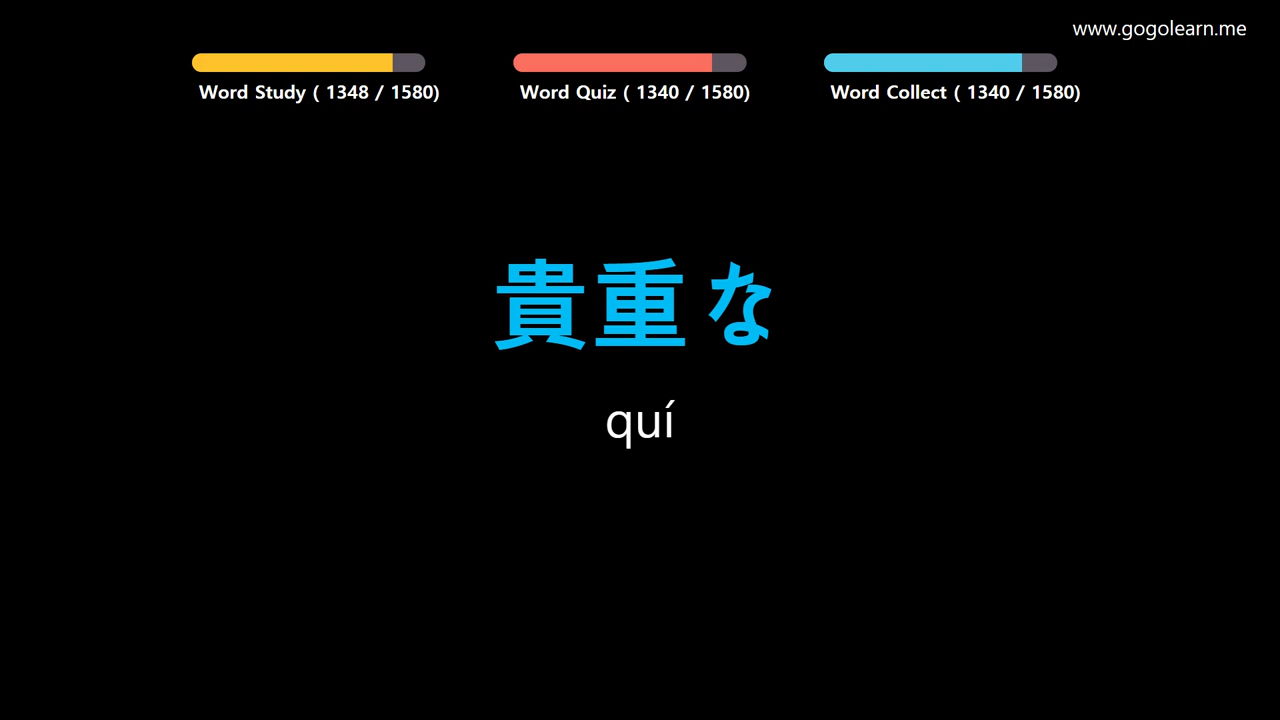 www.gogolearn.me
Word Study ( 1348 / 1580)
Word Quiz ( 1340 / 1580)
Word Collect ( 1340 / 1580)
貴重な
quí